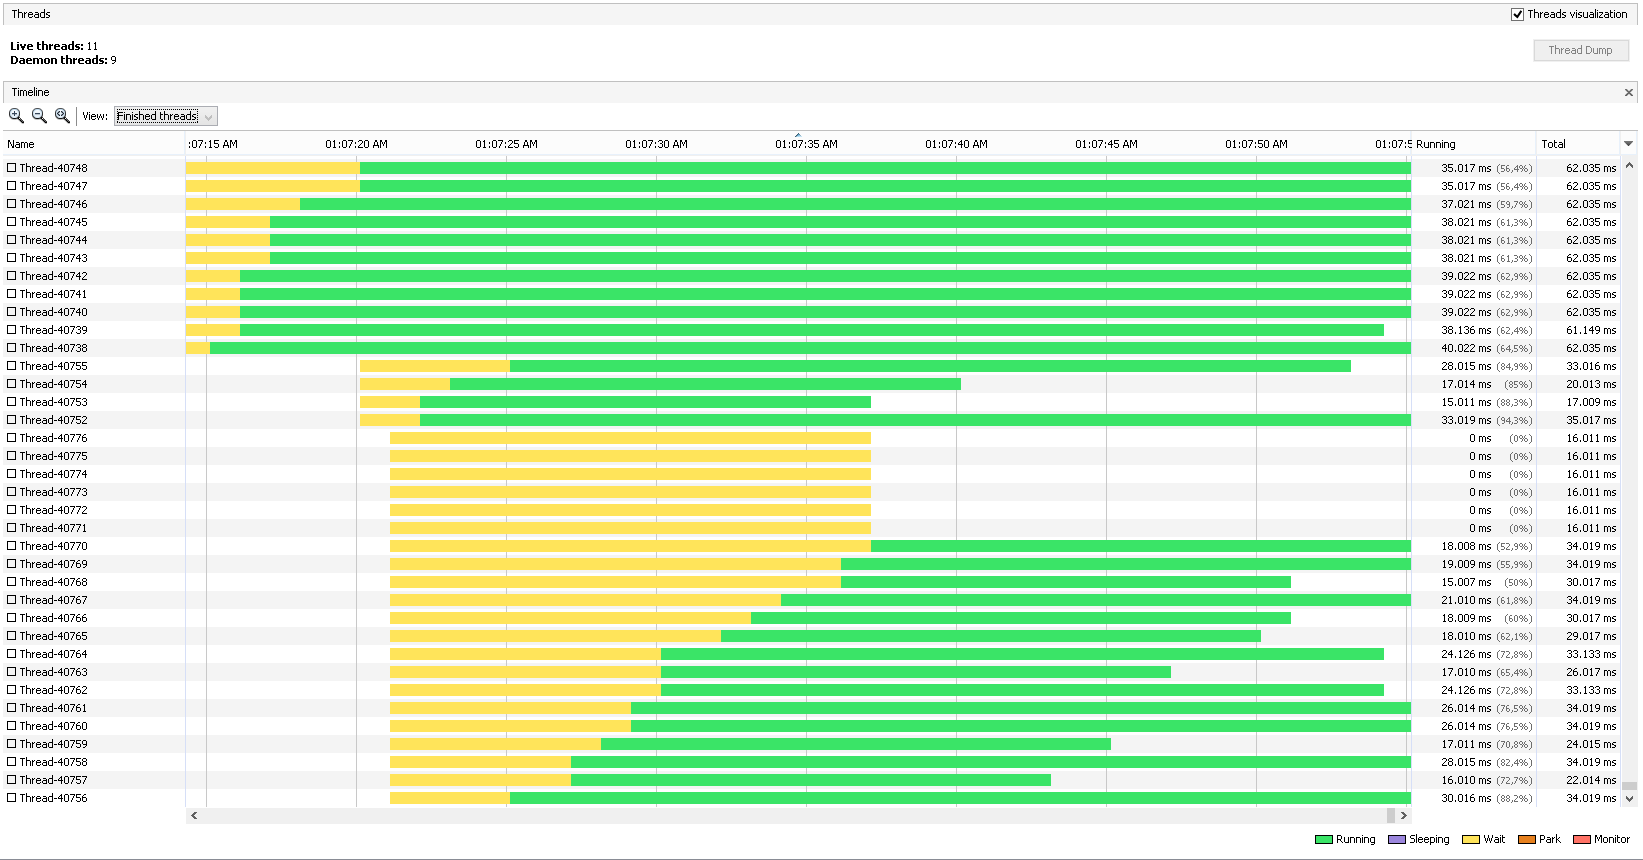 Threads Threads visualization
Live threads: 11
Daemon threads: 9
Thread Dump
Timeline
View: Finished threads
Name :07:15 AM 01:07:20 AM 01:07:25 AM 01:07:30 AM 01:07:35 AM 01:07:40 AM 01:07:45 AM 01:07:50 AM 01:07:5 Running Total
Thread-40748 35.017 ms (56,4%) 62.035 ms
Thread-40747 35.017 ms (56,4%) 62.035 ms
Thread-40746 37.021 ms (59,7%) 62.035 ms
Thread-40745 38.021 ms (61,3%) 62.035 ms
Thread-40744 38.021 ms (61,3%) 62.035 ms
Thread-40743 38.021 ms (61,3%) 62.035 ms
Thread-40742 39.022 ms (62,9%) 62.035 ms
Thread-40741 39.022 ms (62,9%) 62.035 ms
Thread-40740 39.022 ms (62,9%) 62.035 ms
Thread-40739 38.136 ms (62,4%) 61.149 ms
Thread-40738 40.022 ms (64,5%) 62.035 ms
Thread-40755 28.015 ms (84,9%) 33.016 ms
Thread-40754 17.014 ms (85%) 20.013 ms
Thread-40753 15.011 ms (88,3%) 17.009 ms
Thread-40752 33.019 ms (94,3%) 35.017 ms
Thread-40776 0 ms (0%) 16.011 ms
Thread-40775 0 ms (0%) 16.011 ms
Thread-40774 0 ms (0%) 16.011 ms
Thread-40773 0 ms (0%) 16.011 ms
Thread-40772 0 ms (0%) 16.011 ms
Thread-40771 0 ms (0%) 16.011 ms
Thread-40770 18.008 ms (52,9%) 34.019 ms
Thread-40769 19.009 ms (55,9%) 34.019 ms
Thread-40768 15.007 ms (50%) 30.017 ms
Thread-40767 21.010 ms (61,8%) 34.019 ms
Thread-40766 18.009 ms (60%) 30.017 ms
Thread-40765 18.010 ms (62,1%) 29.017 ms
Thread-40764 24.126 ms (72,8%) 33.133 ms
Thread-40763 17.010 ms (65,4%) 26.017 ms
Thread-40762 24.126 ms (72,8%) 33.133 ms
Thread-40761 26.014 ms (76,5%) 34.019 ms
Thread-40760 26.014 ms (76,5%) 34.019 ms
Thread-40759 17.011 ms (70,8%) 24.015 ms
Thread-40758 28.015 ms (82,4%) 34.019 ms
Thread-40757 16.010 ms (72,7%) 22.014 ms
Thread-40756 30.016 ms (88,2%) 34.019 ms
Running Sleeping Wait Park Monitor